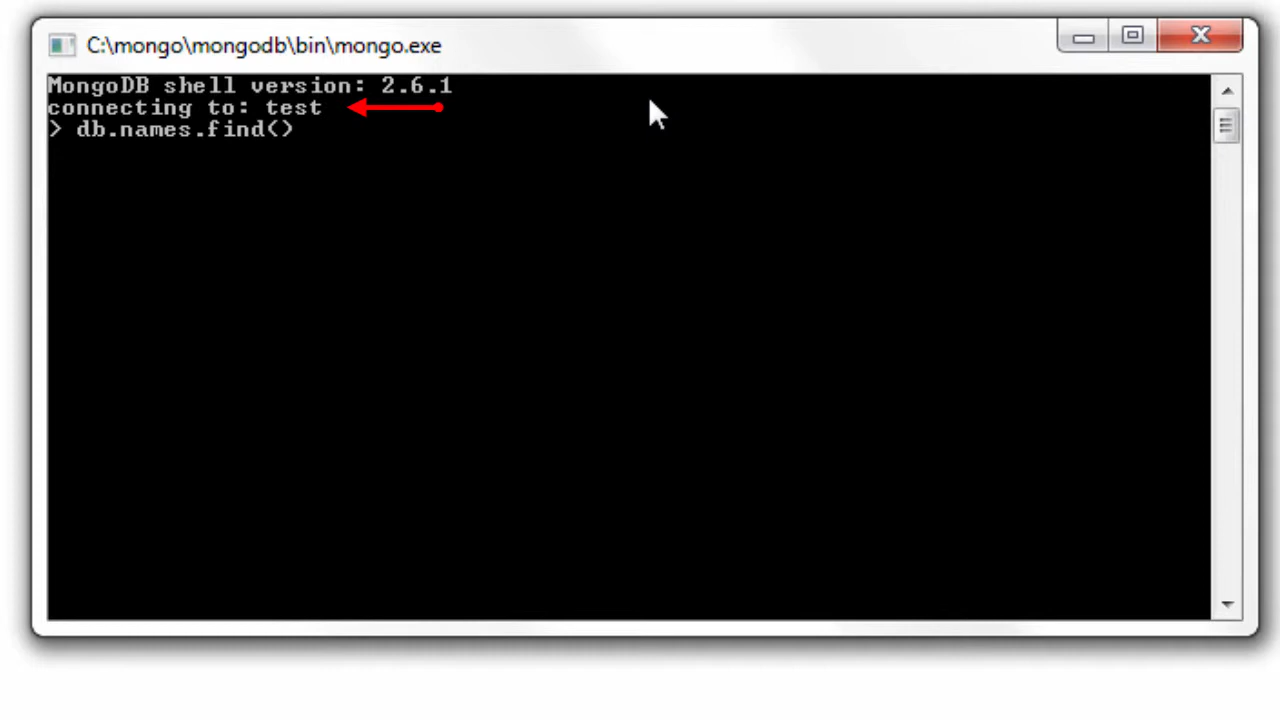 C:\mongo\mongodb\bin\mongo.exe
MongoDB shell version: 2.6.1
connecting to: test
> db.names.find()